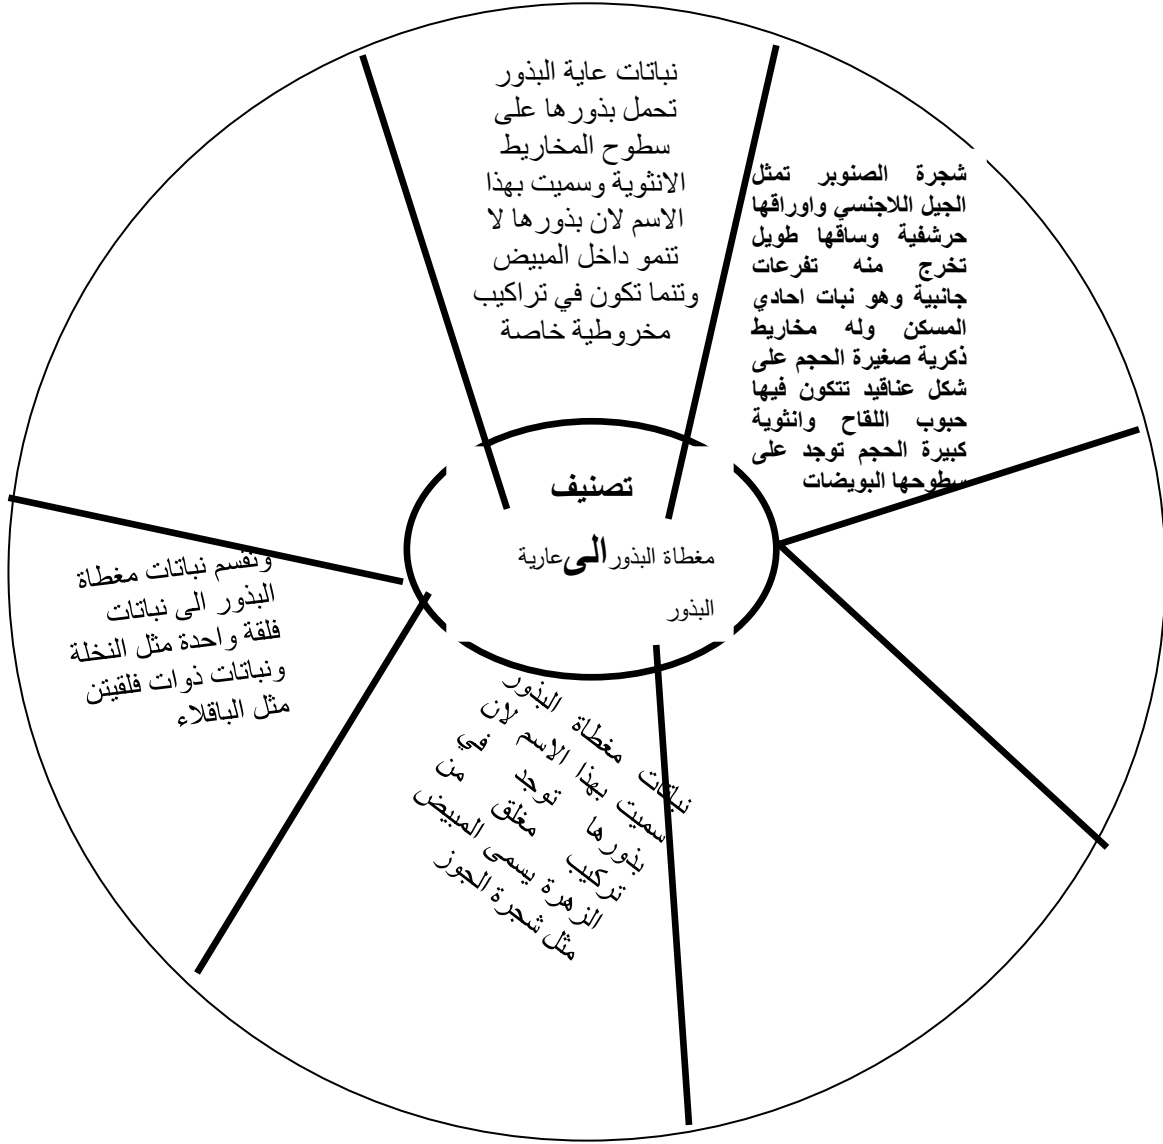 نباتات عاية البذور
تحمل بذورها على
سطوح المخاريط
الانثوية وسميت بهذا
الاسم لان بذورها لا
تنمو داخل المبيض
وتنما تكون في تراكيب
مخروطية خاصة
شجرة الصنوبر تمثل
الجيل اللاجنسي واوراقها
حرشفية وساقها طويل
تخرج منه تفرعات
جانبية وهو نبات احادي
المسكن وله مخاريط
ذكرية صغيرة الحجم على
شكل عناقيد تتكون فيها
حبوب اللقاح وانثوية
كبيرة الحجم توجد على
سطوحها البويضات
تصنيف
مغطاة البذور الى عارية
البذور
نباتات مغطاة البذور
سميت بهذا الاسم لان
بذورها توجد في
تركيب مغلق من
الزهرة يسمى المبيض
مثل شجرة الجوز
وتقسم نباتات مغطاة
البذور الى نباتات
فلقة واحدة مثل النخلة
ونباتات ذوات فلقيتن
مثل الباقلاء